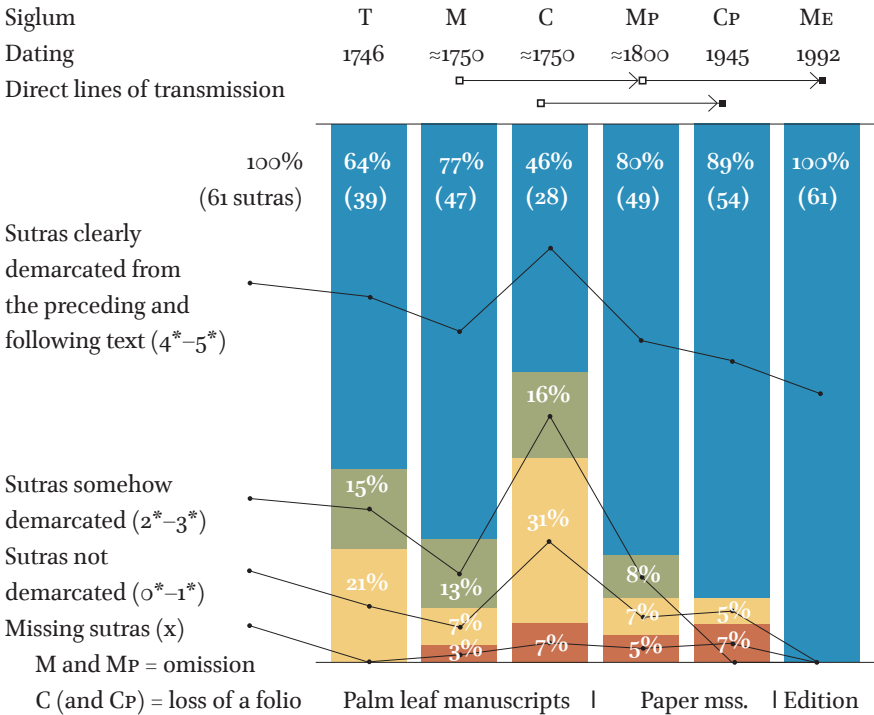 Siglum T M C Mp Cp Me
Dating 1746 ≈1750 ≈1750 ≈1800 1945 1992
Direct lines of transmission
100% 64% 77% 46% 80% 89% 100%
(61 sutras) (39) (47) (28) (49) (54) (61)
Sutras clearly
demarcated from
the preceding and
following text (4*–5*)
16%
Sutras somehow 15%
demarcated (2*–3*) 31%
Sutras not
demarcated (0*–1*) 21% 13% 8%
Missing sutras (x) 7% 7% 5%
3% 7% 5% 7%
M and Mp = omission
C (and Cp) = loss of a folio Palm leaf manuscripts | Paper mss. | Edition